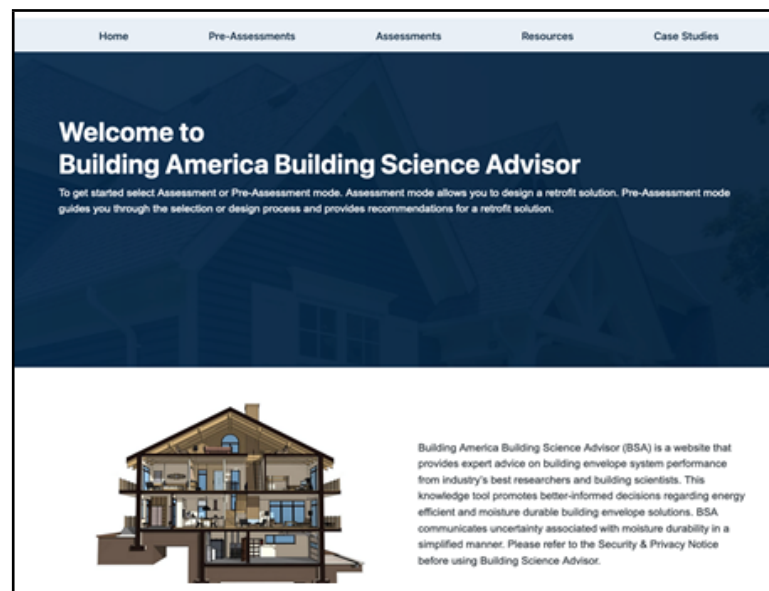 Home Pre-Assessments Assessments Resources Case Studies
Welcome to
Building America Building Science Advisor
To get started select Assessment or Pre-Assessment mode. Assessment mode allows you to design a retrofit solution. Pre-Assessment mode
guides you through the selection or design process and provides recommendations for a retrofit solution.
Building America Building Science Advisor (BSA) is a website that
provides expert advice on building envelope system performance
from industry's best researchers and building scientists. This
knowledge tool promotes better-informed decisions regarding energy
efficient and moisture durable building envelope solutions. BSA
communicates uncertainty associated with moisture durability in a
simplified manner. Please refer to the Security & Privacy Notice
before using Building Science Advisor.